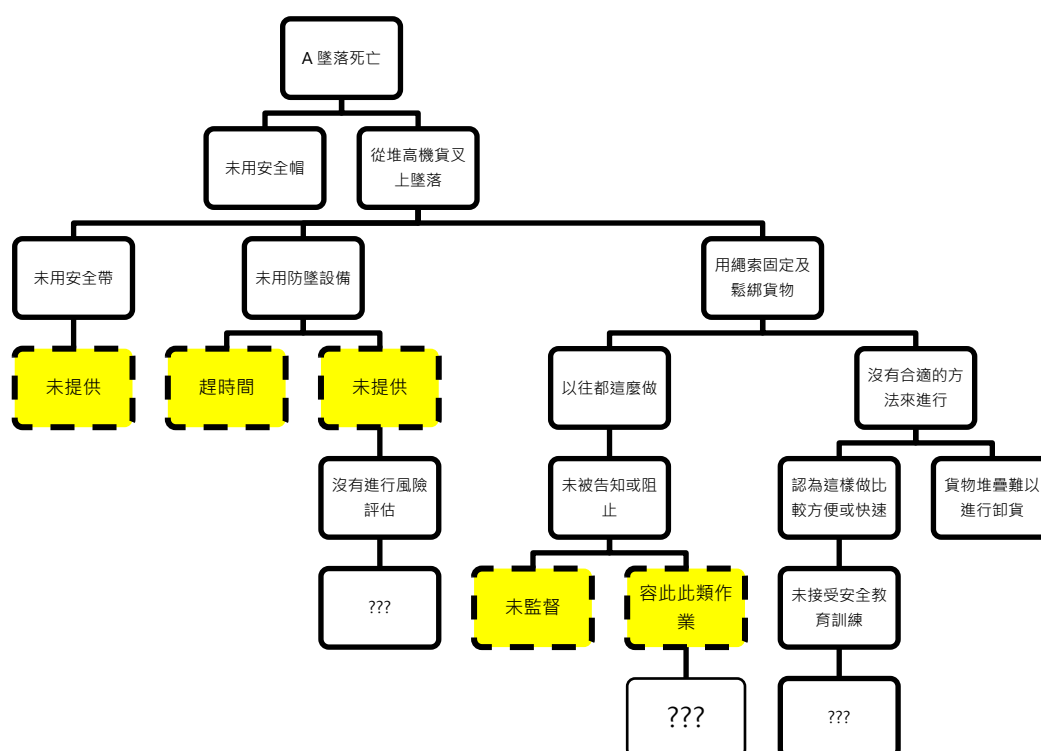 A 墜落死亡
未用安全帽
從堆高機貨叉
上墜落
未用安全帶
未用防墜設備
用繩索固定及
鬆綁貨物
未提供
趕時間
未提供
以往都這麼做
沒有合適的方
法來進行
沒有進行風險
評估
未被告知或阻
止
認為這樣做比
較方便或快速
貨物堆疊難以
進行卸貨
???
未監督
容此此類作
業
未接受安全教
育訓練
???
???